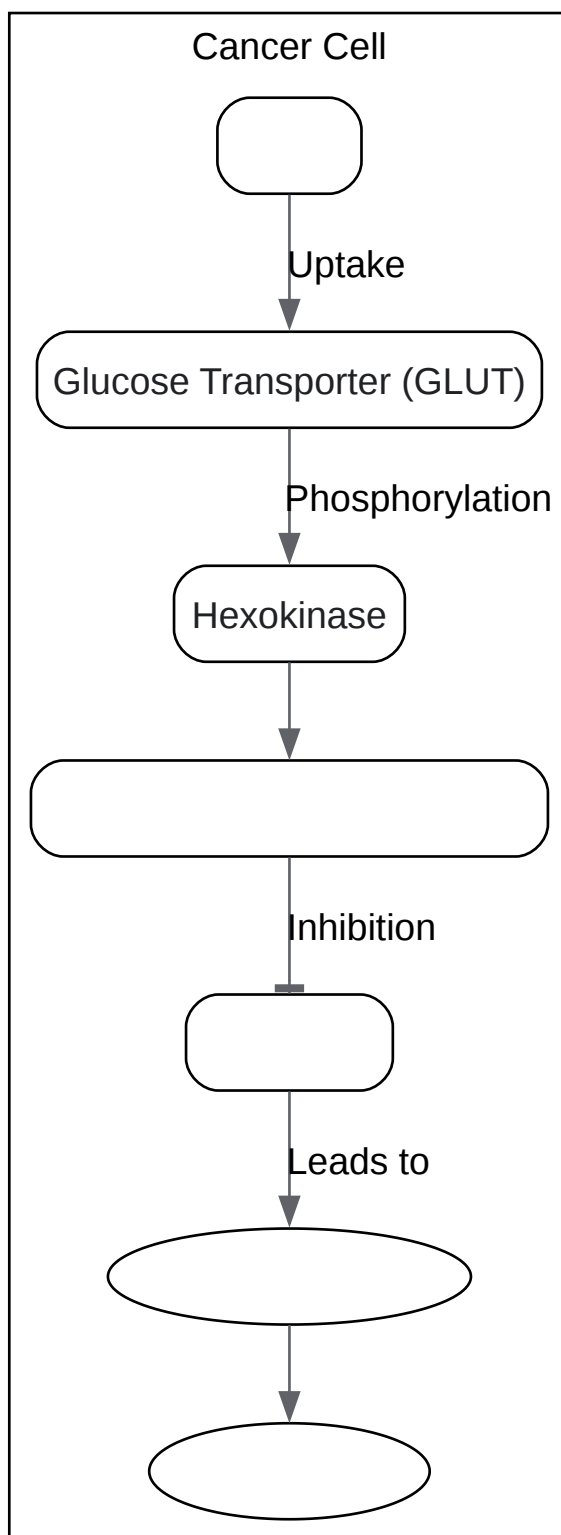 Cancer Cell
Uptake
Glucose Transporter (GLUT)
Phosphorylation
Hexokinase
Inhibition
Leads to